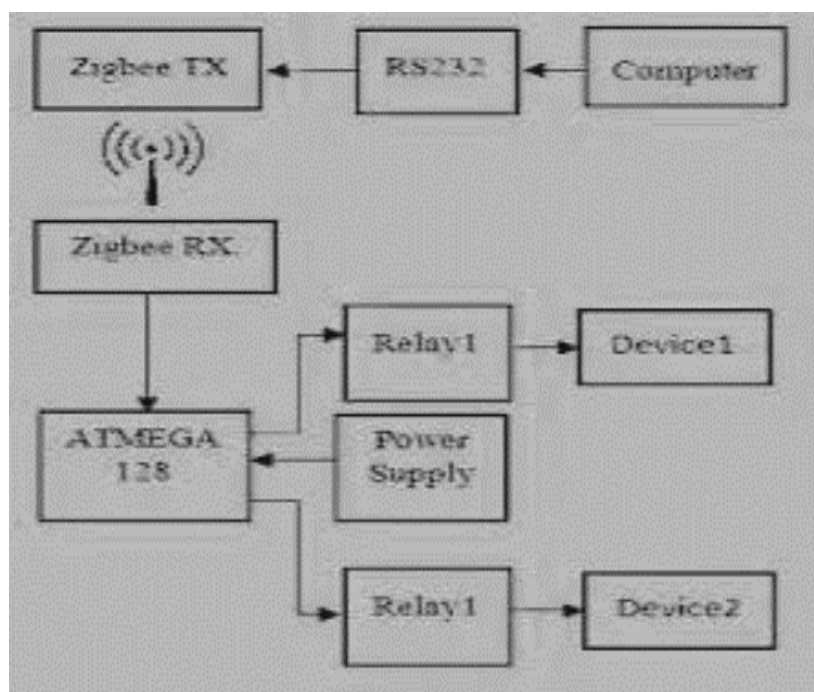 Zigbee TX
RS232
Computer
Zigbee RX.
Relay1
Device1
ATMEGA
128
Power
Supply
Relay1
Device2